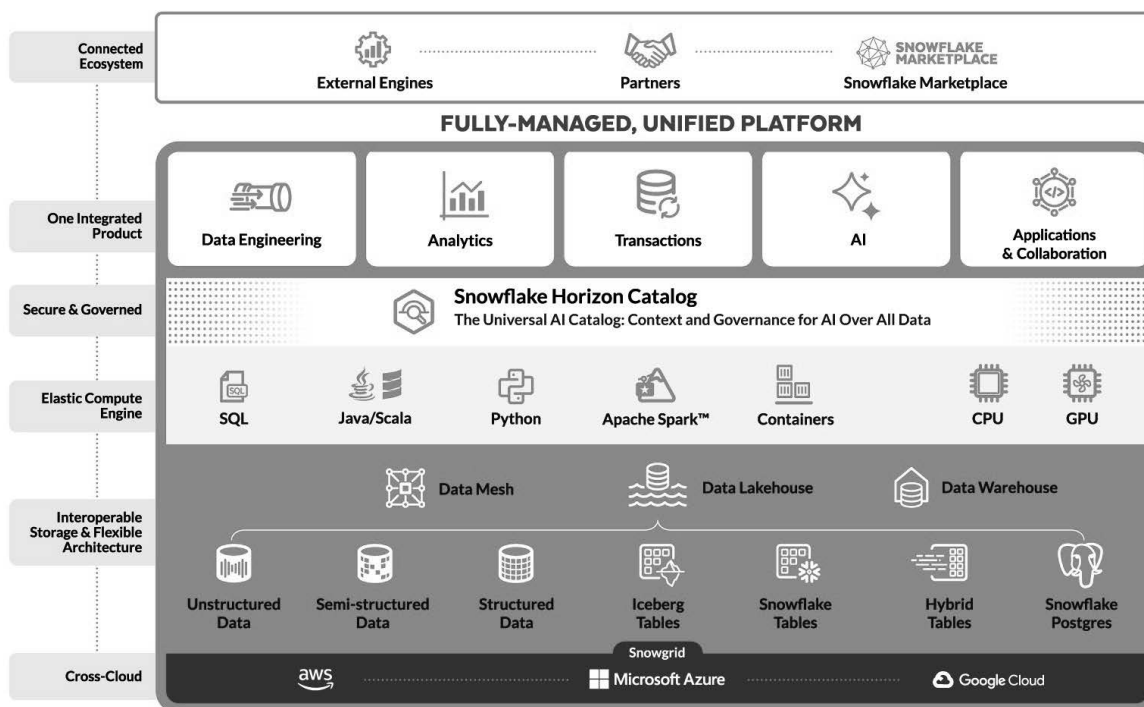 Connected
Ecosystem
External Engines
Partners
SNOWFLAKE
MARKETPLACE
Snowflake Marketplace
FULLY-MANAGED, UNIFIED PLATFORM
One Integrated
Product
Data Engineering
Analytics
Transactions
AI
</>
Applications
& Collaboration
Secure & Governed
Snowflake Horizon Catalog
The Universal AI Catalog: Context and Governance for AI Over All Data
Elastic Compute
Engine
SQL
SQL
Java/Scala
Python
Apache Spark™
Containers
CPU
GPU
Interoperable
Storage & Flexible
Architecture
Data Mesh
Data Lakehouse
Data Warehouse
Unstructured
Data
Semi-structured
Data
Structured
Data
Iceberg
Tables
Snowflake
Tables
Hybrid
Tables
Snowflake
Postgres
Cross-Cloud
Snowgrid
aws
Microsoft Azure
Google Cloud